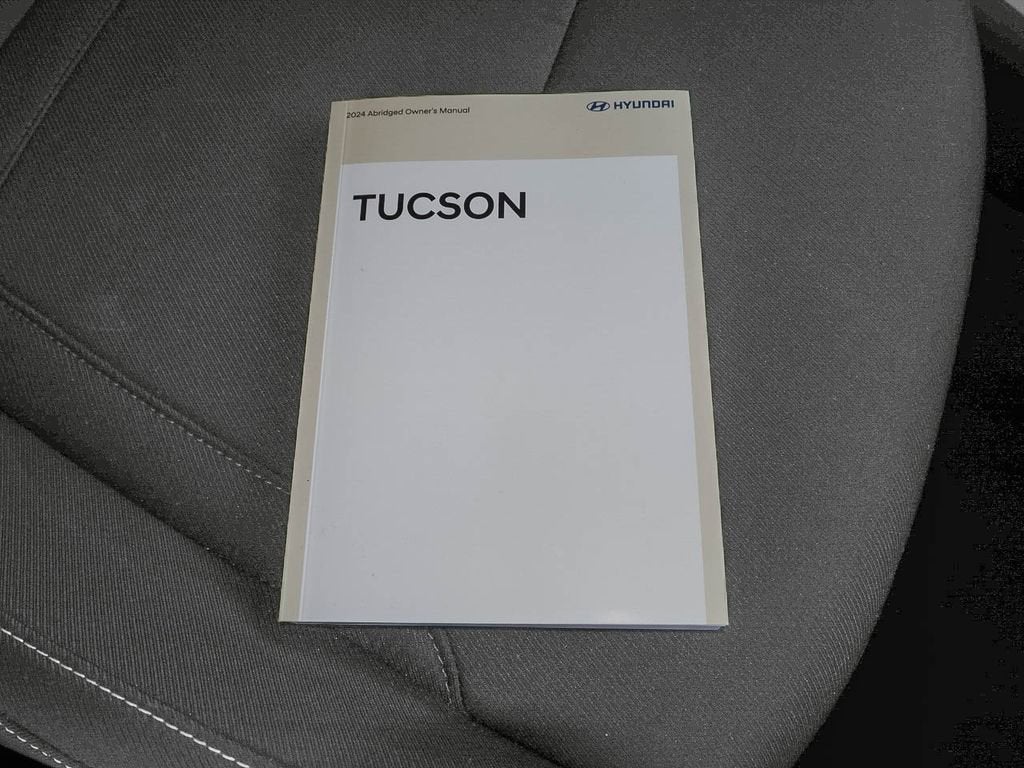 2024 Abridged Owner's Manual
HYUNDAI
TUCSON